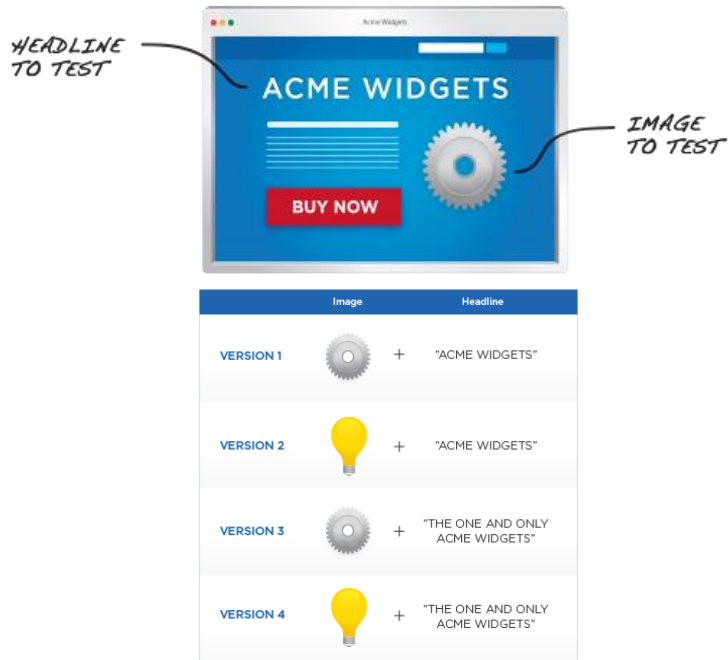 Acme Widgets
HEADLINE
TO TEST
ACME WIDGETS
IMAGE
TO TEST
BUY NOW
Image Headline
VERSION 1 + "ACME WIDGETS"
VERSION 2 + "ACME WIDGETS"
VERSION 3 + "THE ONE AND ONLY
ACME WIDGETS"
VERSION 4 + "THE ONE AND ONLY
ACME WIDGETS"